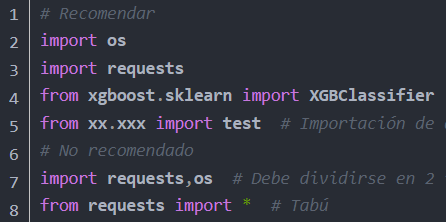 1 # Recomendar
2 import os
3 import requests
4 from xgboost.sklearn import XGBClassifier
5 from xx.xxx import test # Importación de
6 # No recomendado
7 import requests,os # Debe dividirse en 2
8 from requests import * # Tabú